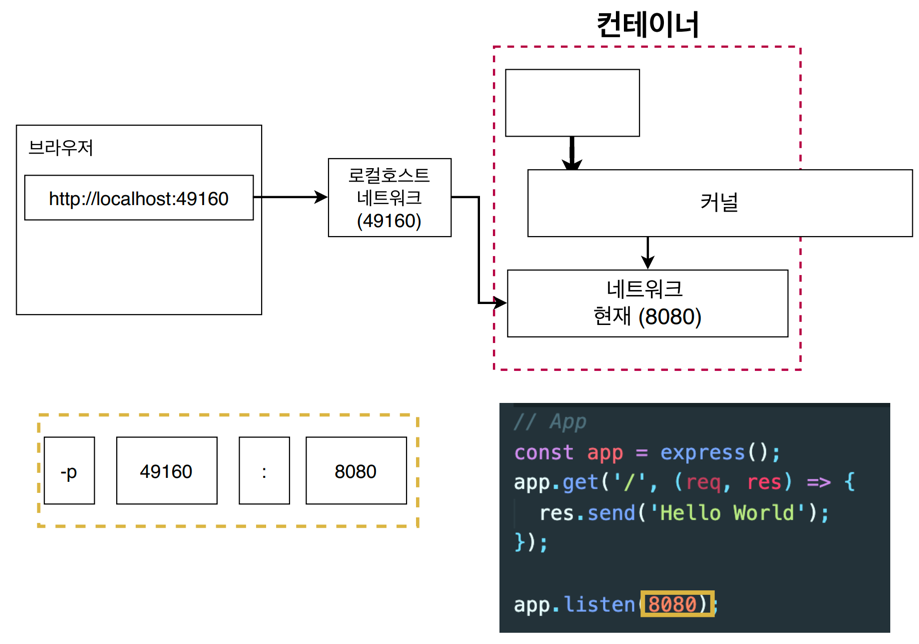 컨테이너
브라우저
http://localhost:49160
로컬호스트
네트워크
(49160)
커널
네트워크
현재 (8080)
-p
49160
:
8080
// App
const app = express();
app.get('/', (req, res) => {
  res.send('Hello World');
});
app.listen(8080);